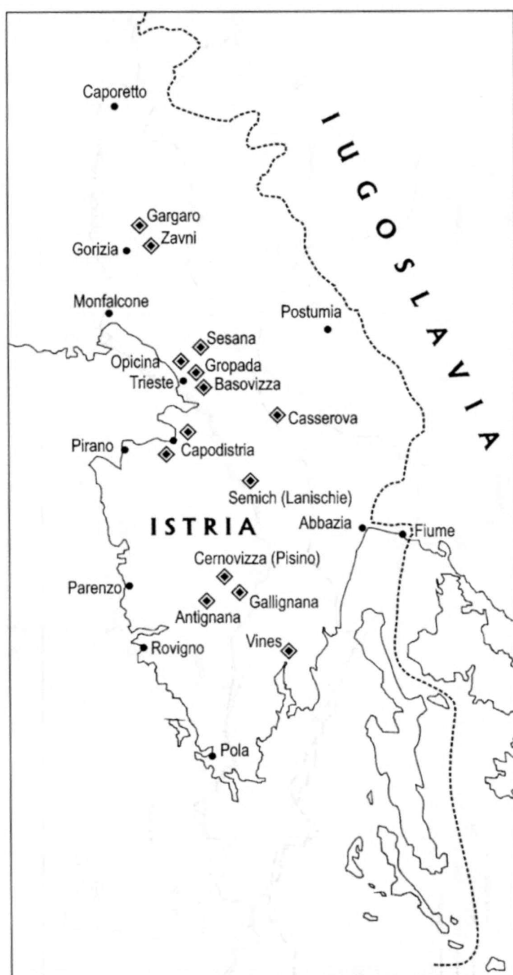 Caporetto
IUGOSLAVIA
Gargaro
Zavni
Gorizia
Monfalcone
Postumia
Sesana
Opicina
Gropada
Trieste
Basovizza
Casserova
Pirano
Capodistria
Semich (Lanischie)
ISTRIA
Abbazia
Fiume
Cernovizza (Pisino)
Parenzo
Gallignana
Antignana
Rovigno
Vines
Pola